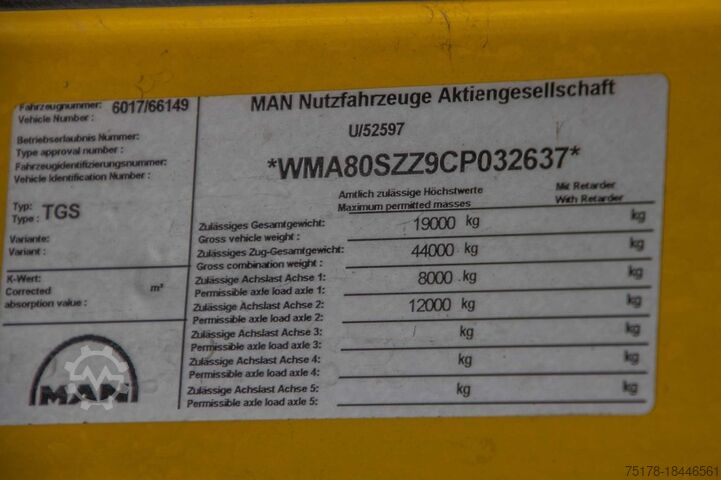 Fahrzeugnummer: 6017/66149
Vehicle Number :
Betriebserlaubnis Nummer:
Type approval number :
Fahrzeugidentifizierungsnummer:
Vehicle Identification Number :
Typ: TGS
Type :
Variante:
Variant :
K-Wert:
Corrected m³
absorption value :
MAN
MAN Nutzfahrzeuge Aktiengesellschaft
U/52597
*WMA80SZZ9CP032637*
Amtlich zulässige Höchstwerte Mit Retarder
Maximum permitted masses With Retarder
Zulässiges Gesamtgewicht: 19000 kg kg
Gross vehicle weight :
Zulässiges Zug-Gesamtgewicht: 44000 kg kg
Gross combination weight :
Zulässige Achslast Achse 1: 8000 kg kg
Permissible axle load axle 1:
Zulässige Achslast Achse 2: 12000 kg kg
Permissible axle load axle 2:
Zulässige Achslast Achse 3: kg kg
Permissible axle load axle 3:
Zulässige Achslast Achse 4: kg kg
Permissible axle load axle 4:
Zulässige Achslast Achse 5: kg kg
Permissible axle load axle 5:
75178-18446561